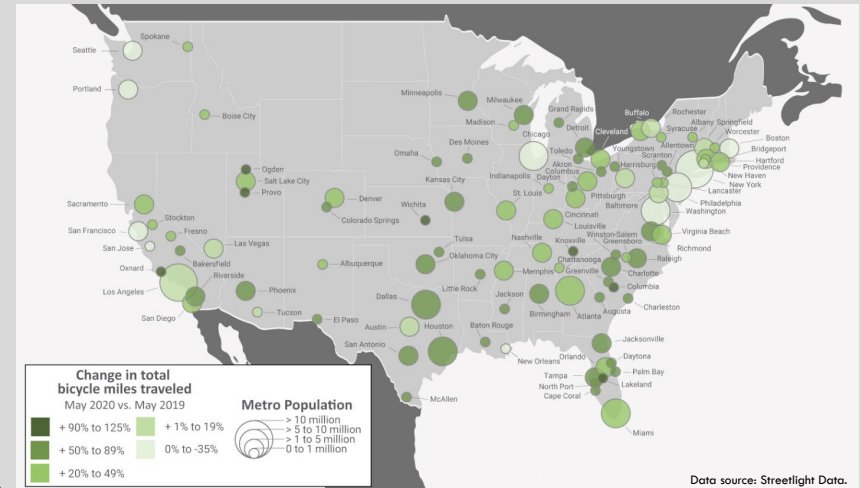 Spokane
Seattle
Portland
Boise City
Minneapolis
Milwaukee
Madison
Grand Rapids
Detroit
Chicago
Buffalo
Rochester
Cleveland
Syracuse
Albany
Springfield
Worcester
Boston
Bridgeport
Hartford
Providence
New Haven
New York
Lancaster
Philadelphia
Washington
Allentown
Scranton
Harrisburg
Youngstown
Toledo
Akron
Columbus
Dayton
Indianapolis
Pittsburgh
Baltimore
Des Moines
Omaha
Kansas City
St. Louis
Cincinnati
Louisville
Virginia Beach
Richmond
Ogden
Salt Lake City
Provo
Denver
Colorado Springs
Wichita
Sacramento
Stockton
San Francisco
Fresno
San Jose
Las Vegas
Bakersfield
Oxnard
Riverside
Los Angeles
San Diego
Phoenix
Tucson
Albuquerque
El Paso
Tulsa
Oklahoma City
Little Rock
Memphis
Nashville
Knoxville
Chattanooga
Greenville
Winston-Salem
Greensboro
Raleigh
Charlotte
Columbia
Augusta
Charleston
Atlanta
Birmingham
Jackson
Dallas
Austin
Houston
Baton Rouge
San Antonio
New Orleans
McAllen
Jacksonville
Orlando
Daytona
Palm Bay
Tampa
Lakeland
North Port
Cape Coral
Miami
Change in total
bicycle miles traveled
May 2020 vs. May 2019
+ 90% to 125%
+ 50% to 89%
+ 20% to 49%
+ 1% to 19%
0% to -35%
Metro Population
> 10 million
> 5 to 10 million
> 1 to 5 million
0 to 1 million
Data source: Streetlight Data.